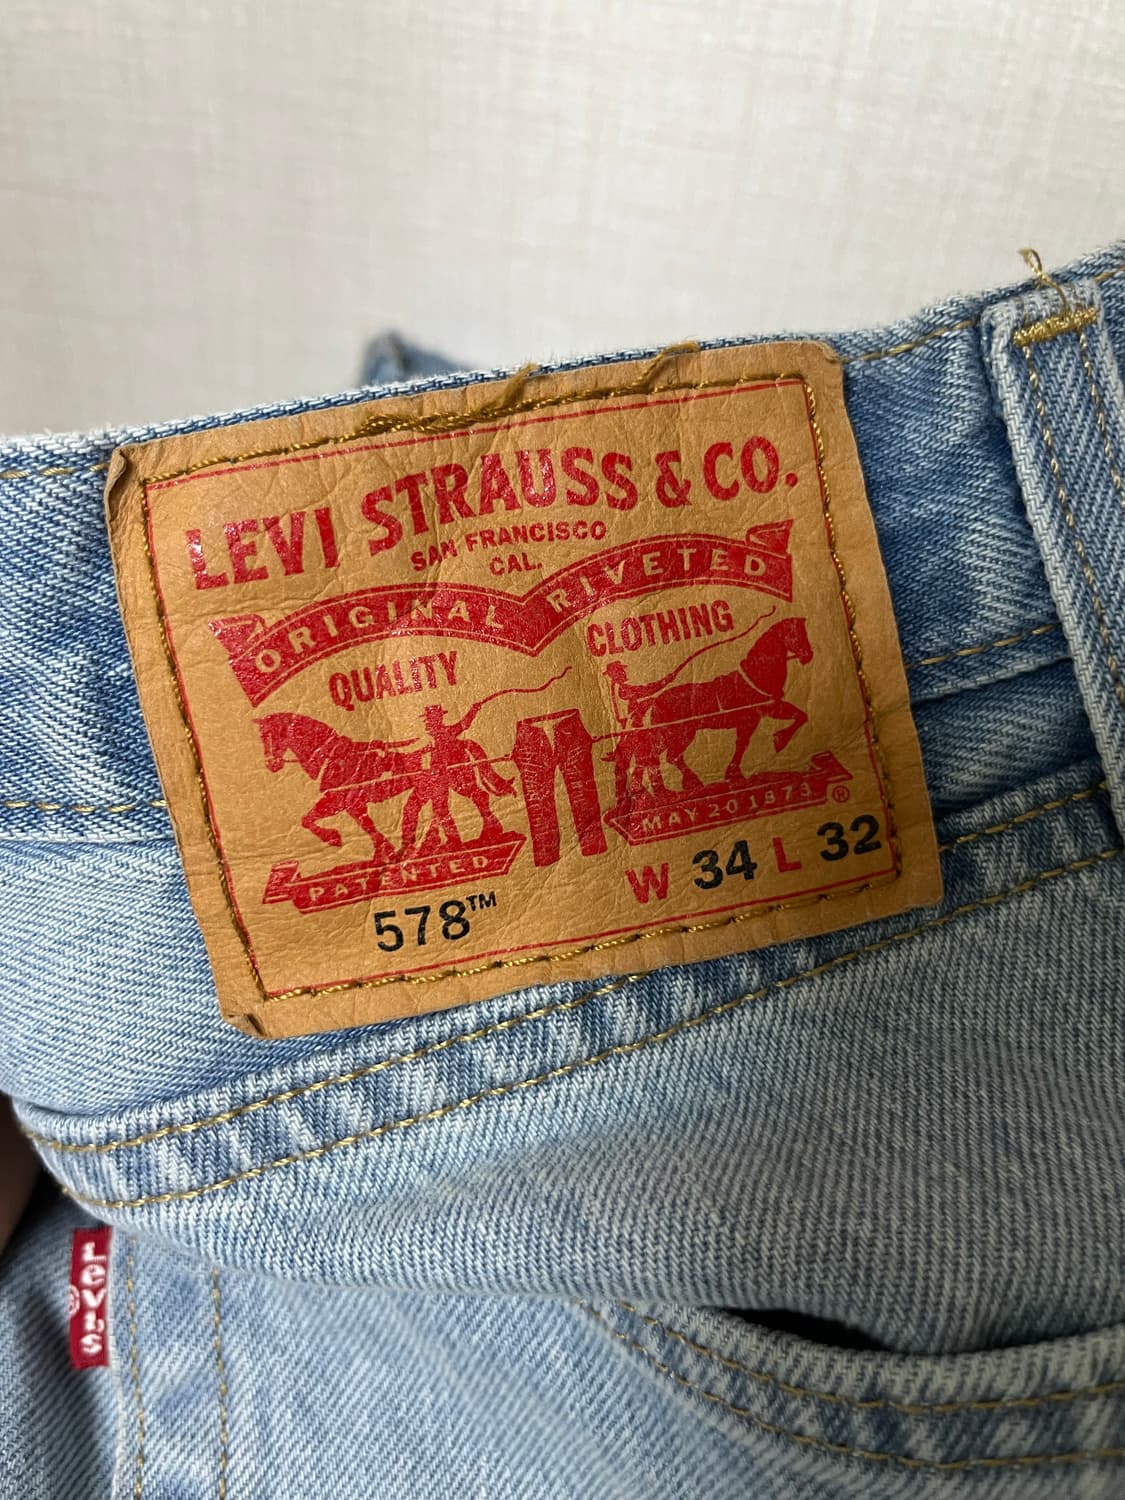 LEVI STRAUSS & CO.
SAN FRANCISCO
CAL.
ORIGINAL RIVETED
QUALITY CLOTHING
PATENTED MAY 20 1873 ®
578™ W 34 L 32
Levi's ®